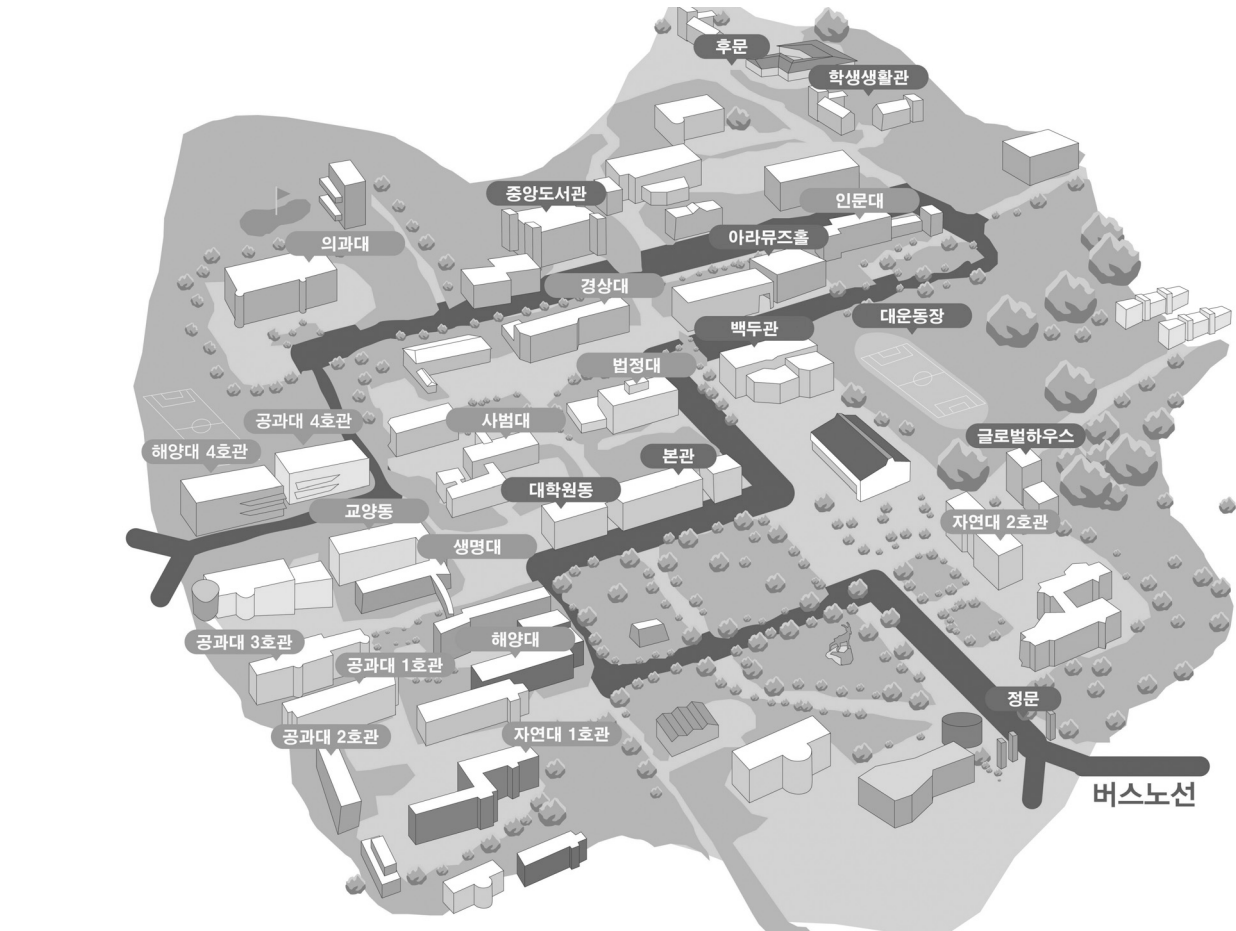 후문
학생생활관
중앙도서관
인문대
의과대
아라뮤즈홀
경상대
대운동장
백두관
법정대
공과대 4호관
사범대
글로벌하우스
해양대 4호관
본관
대학원동
교양동
자연대 2호관
생명대
공과대 3호관
해양대
공과대 1호관
정문
공과대 2호관
자연대 1호관
버스노선